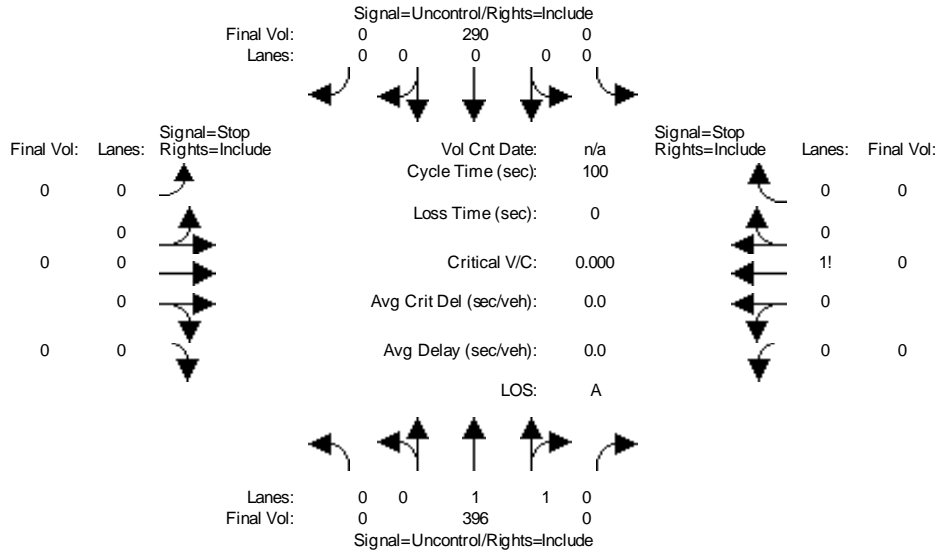 Signal=Uncontrol/Rights=Include
Final Vol: 0 290 0
Lanes: 0 0 0 0 0
Signal=Stop
Final Vol: Lanes: Rights=Include
Vol Cnt Date: n/a
Signal=Stop
Rights=Include Lanes: Final Vol:
Cycle Time (sec): 100
0 0
0 0
Loss Time (sec): 0
0
0
0 0
Critical V/C: 0.000
1! 0
0
Avg Crit Del (sec/veh): 0.0
0
0 0
Avg Delay (sec/veh): 0.0
0 0
LOS: A
Lanes: 0 0 1 1 0
Final Vol: 0 396 0
Signal=Uncontrol/Rights=Include